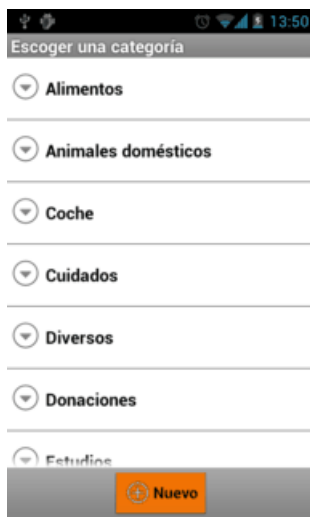 13:50
Escoger una categoría
Alimentos
Animales domésticos
Coche
Cuidados
Diversos
Donaciones
Estudios
Nuevo